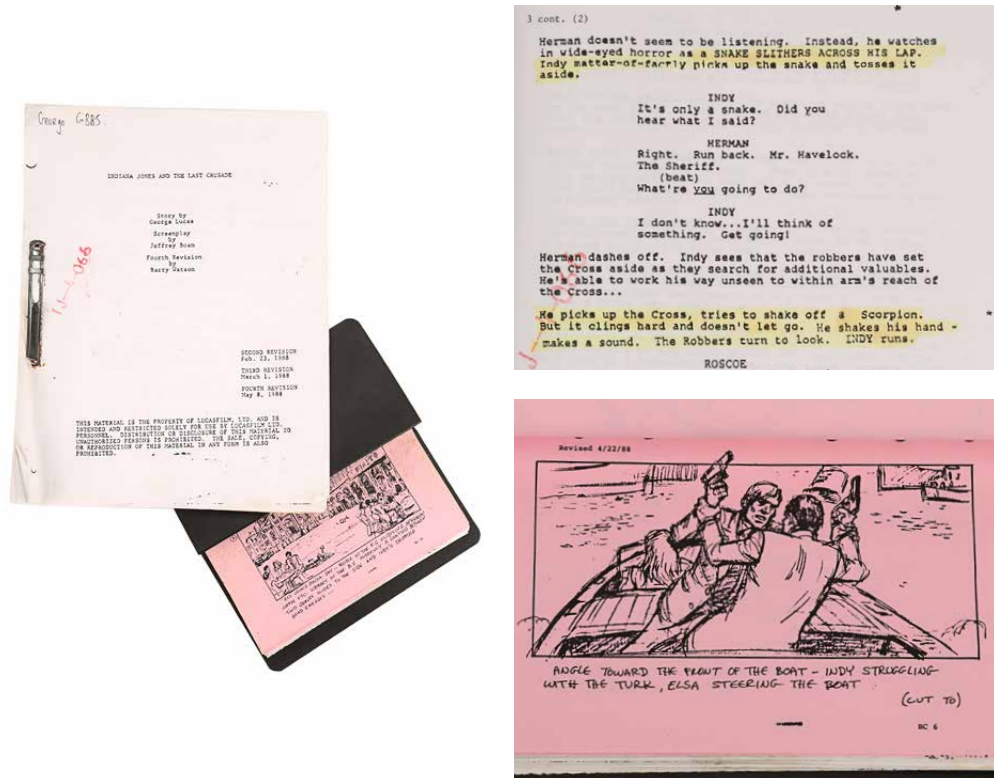 George Gibbs.
INDIANA JONES AND THE LAST CRUSADE
Story by
George Lucas
Screenplay
by
Jeffrey Boam
Fourth Revision
by
Barry Watson
SECOND REVISION
Feb. 23, 1988
THIRD REVISION
March 1, 1988
FOURTH REVISION
May 8, 1988
THIS MATERIAL IS THE PROPERTY OF LUCASFILM, LTD. AND IS
INTENDED AND RESTRICTED SOLELY FOR USE BY LUCASFILM LTD.
PERSONNEL. DISTRIBUTION OR DISCLOSURE OF THIS MATERIAL TO
UNAUTHORIZED PERSONS IS PROHIBITED. THE SALE, COPYING,
OR REPRODUCTION OF THIS MATERIAL IN ANY FORM IS ALSO
PROHIBITED.
3 cont. (2)
Herman doesn't seem to be listening. Instead, he watches
in wide-eyed horror as a SNAKE SLITHERS ACROSS HIS LAP.
Indy matter-of-factly picks up the snake and tosses it
aside.
INDY
It's only a snake. Did you
hear what I said?
HERMAN
Right. Run back. Mr. Havelock.
The Sheriff.
(beat)
What're you going to do?
INDY
I don't know...I'll think of
something. Get going!
Herman dashes off. Indy sees that the robbers have set
the Cross aside as they search for additional valuables.
He's able to work his way unseen to within arm's reach of
the Cross...
He picks up the Cross, tries to shake off a Scorpion.
But it clings hard and doesn't let go. He shakes his hand -
makes a sound. The Robbers turn to look. INDY runs.
ROSCOE
Revised 4/22/88
ANGLE TOWARD THE FRONT OF THE BOAT - INDY STRUGGLING
WITH THE TURK, ELSA STEERING THE BOAT
(CUT TO)
BC 6